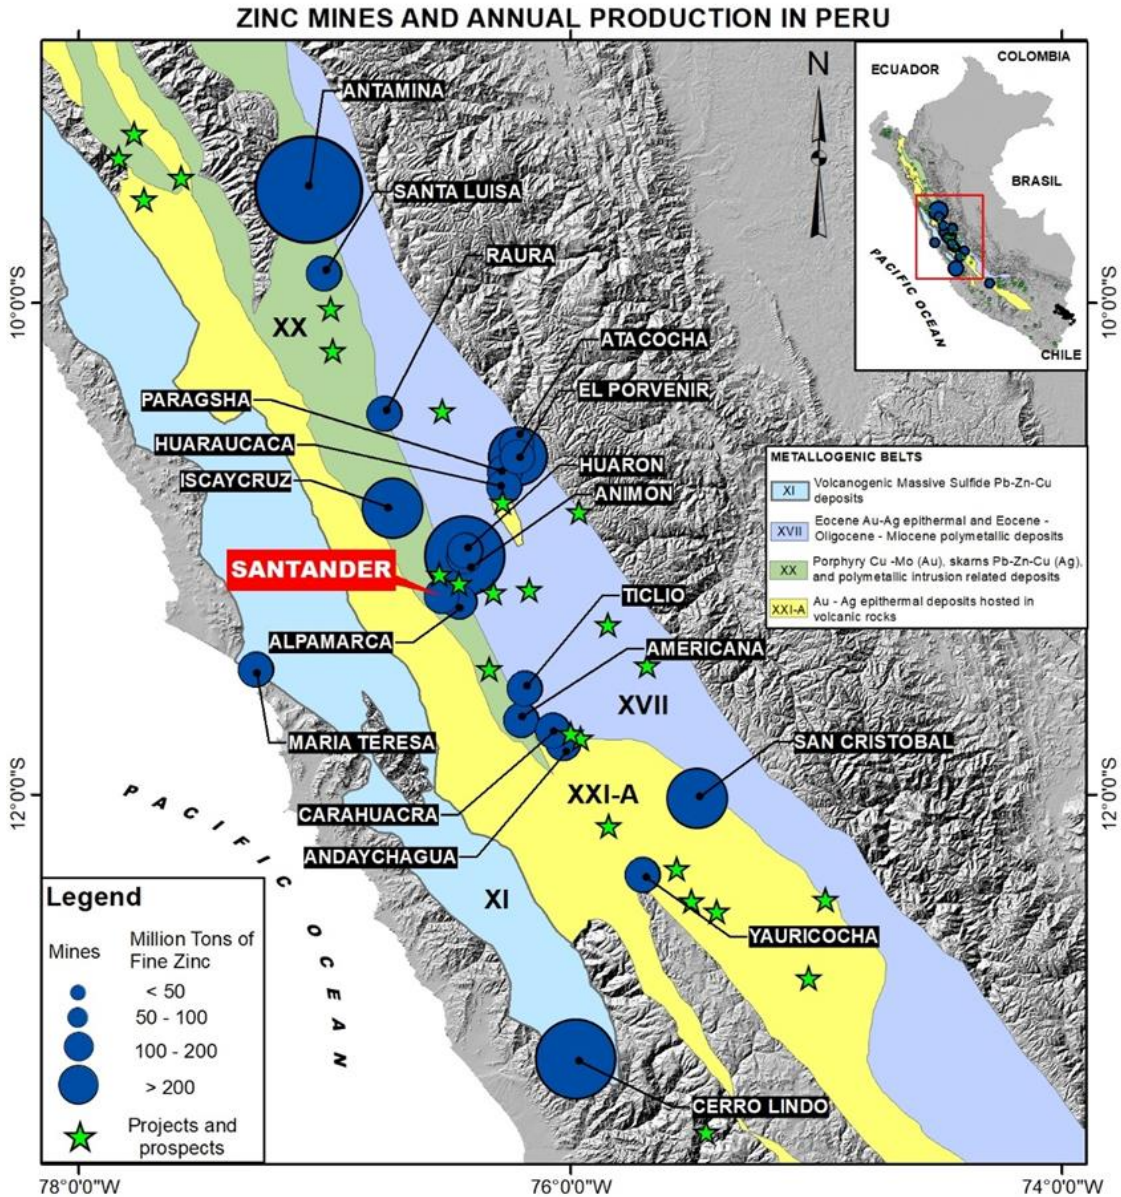 ZINC MINES AND ANNUAL PRODUCTION IN PERU
N
ECUADOR
COLOMBIA
BRASIL
PACIFIC OCEAN
CHILE
ANTAMINA
SANTA LUISA
RAURA
10°0'0"S
10°0'0"S
XX
ATACOCHA
EL PORVENIR
PARAGSHA
HUARAUCACA
HUARON
ISCAYCRUZ
ANIMON
METALLOGENIC BELTS
XI
Volcanogenic Massive Sulfide Pb-Zn-Cu
deposits
XVII
Eocene Au-Ag epithermal and Eocene -
Oligocene - Miocene polymetallic deposits
XX
Porphyry Cu -Mo (Au), skarns Pb-Zn-Cu (Ag),
and polymetallic intrusion related deposits
XXI-A
Au - Ag epithermal deposits hosted in
volcanic rocks
SANTANDER
TICLIO
ALPAMARCA
AMERICANA
XVII
MARIA TERESA
SAN CRISTOBAL
12°0'0"S
12°0'0"S
PACIFIC OCEAN
XXI-A
CARAHUACRA
ANDAYCHAGUA
XI
YAURICOCHA
CERRO LINDO
Legend
Mines
Million Tons of
Fine Zinc
< 50
50 - 100
100 - 200
> 200
Projects and
prospects
78°0'0"W
76°0'0"W
74°0'0"W